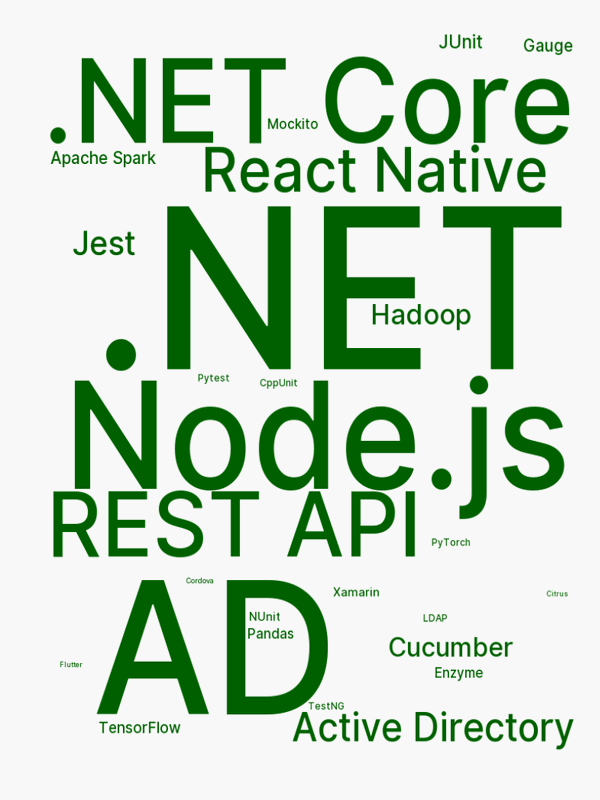 JUnit
Gauge
.NET Core
Mockito
Apache Spark
React Native
Jest
.NET
Hadoop
Pytest
CppUnit
Node.js
REST API
PyTorch
Cordova
Xamarin
Citrus
NUnit
LDAP
Pandas
Cucumber
Flutter
Enzyme
TestNG
TensorFlow
Active Directory
AD